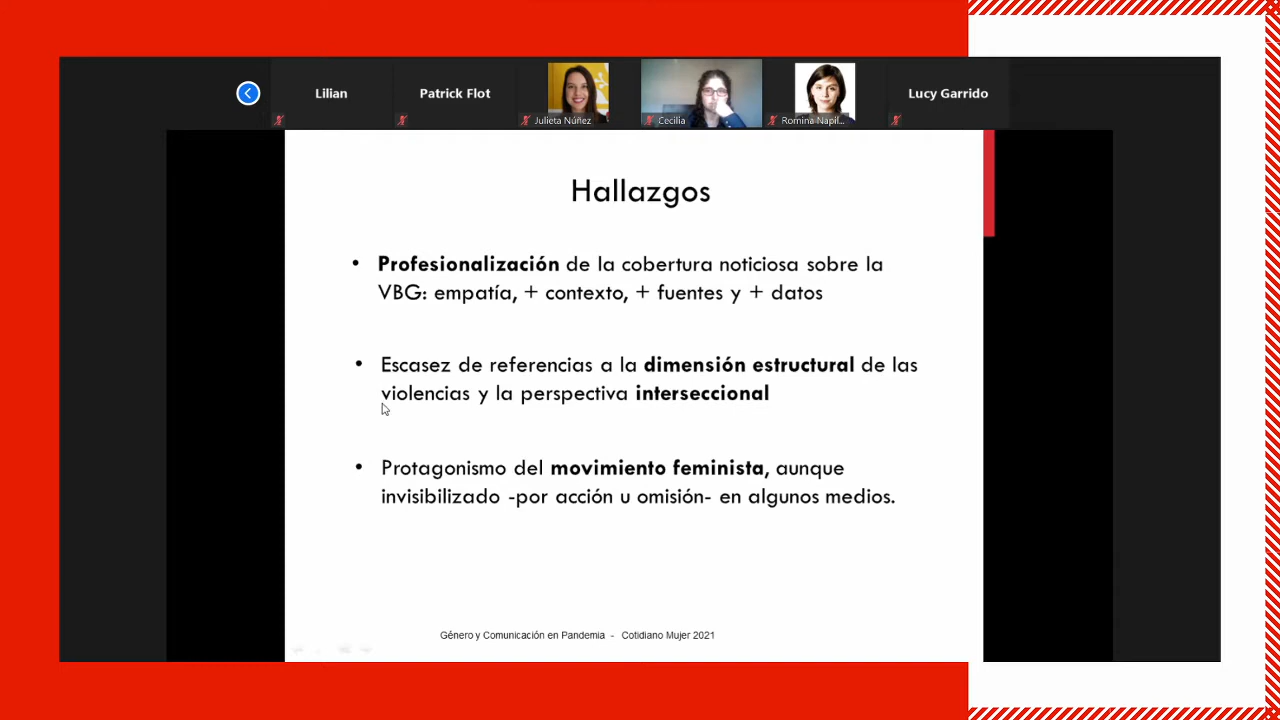 Lilian
Patrick Flot
Julieta Núñez
Cecilia
Romina Napil...
Lucy Garrido
Hallazgos
• Profesionalización de la cobertura noticiosa sobre la
VBG: empatía, + contexto, + fuentes y + datos
• Escasez de referencias a la dimensión estructural de las
violencias y la perspectiva interseccional
• Protagonismo del movimiento feminista, aunque
invisibilizado -por acción u omisión- en algunos medios.
Género y Comunicación en Pandemia - Cotidiano Mujer 2021